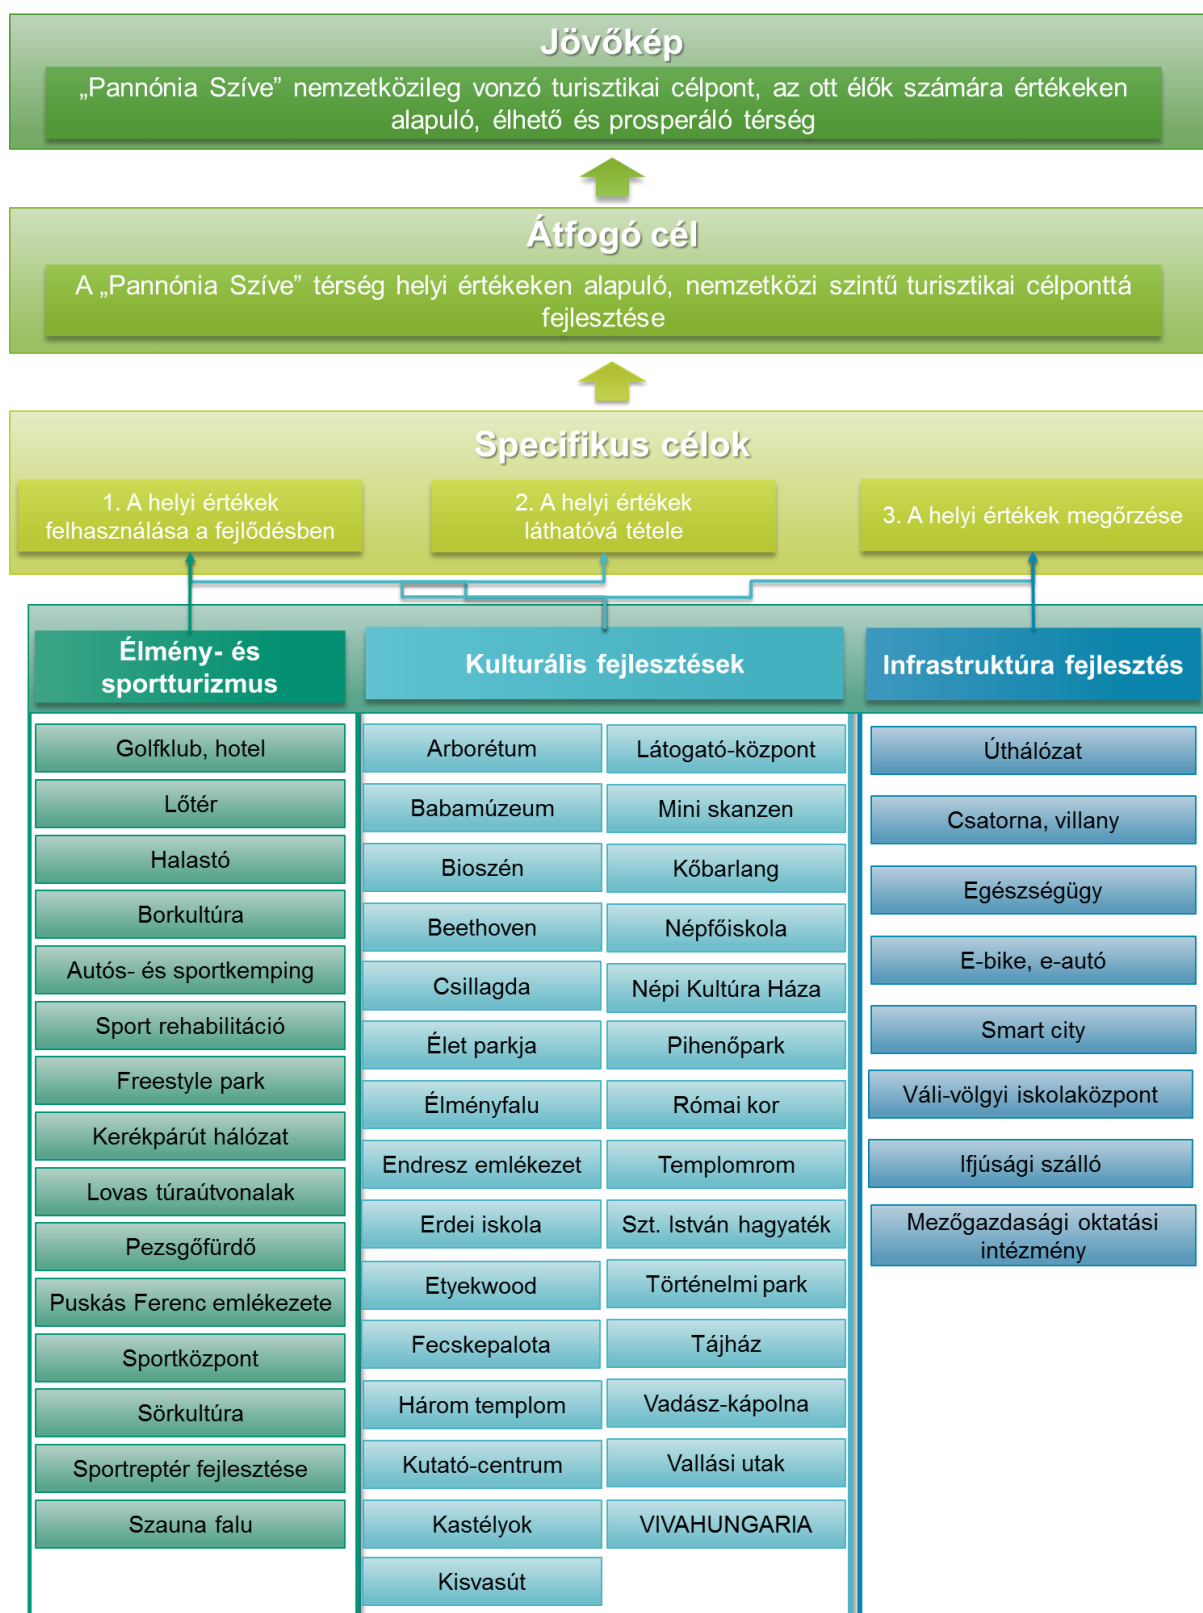 Jövőkép
„Pannónia Szíve” nemzetközileg vonzó turisztikai célpont, az ott élők számára értékeken
alapuló, élhető és prosperáló térség
Átfogó cél
A „Pannónia Szíve” térség helyi értékeken alapuló, nemzetközi szintű turisztikai célponttá
fejlesztése
Specifikus célok
1. A helyi értékek
felhasználása a fejlődésben
2. A helyi értékek
láthatóvá tétele
3. A helyi értékek megőrzése
Élmény- és
sportturizmus
Golfklub, hotel
Lőtér
Halastó
Borkultúra
Autós- és sportkemping
Sport rehabilitáció
Freestyle park
Kerékpárút hálózat
Lovas túraútvonalak
Pezsgőfürdő
Puskás Ferenc emlékezete
Sportközpont
Sörkultúra
Sportreptér fejlesztése
Szauna falu
Kulturális fejlesztések
Arborétum
Babamúzeum
Bioszén
Beethoven
Csillagda
Élet parkja
Élményfalu
Endresz emlékezet
Erdei iskola
Etyekwood
Fecskepalota
Három templom
Kutató-centrum
Kastélyok
Kisvasút
Látogató-központ
Mini skanzen
Kőbarlang
Népfőiskola
Népi Kultúra Háza
Pihenőpark
Római kor
Templomrom
Szt. István hagyaték
Történelmi park
Tájház
Vadász-kápolna
Vallási utak
VIVAHUNGARIA
Infrastruktúra fejlesztés
Úthálózat
Csatorna, villany
Egészségügy
E-bike, e-autó
Smart city
Váli-völgyi iskolaközpont
Ifjúsági szálló
Mezőgazdasági oktatási
intézmény